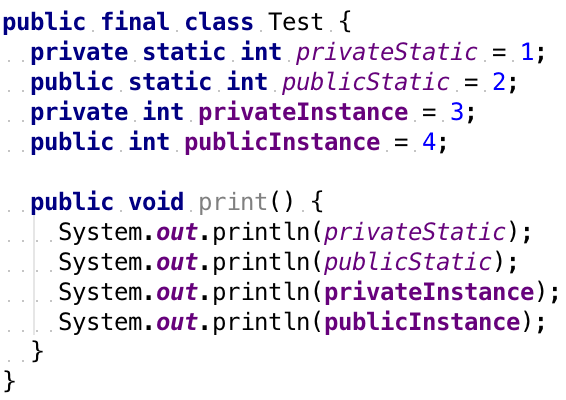 public final class Test {
  private static int privateStatic = 1;
  public static int publicStatic = 2;
  private int privateInstance = 3;
  public int publicInstance = 4;

  public void print() {
    System.out.println(privateStatic);
    System.out.println(publicStatic);
    System.out.println(privateInstance);
    System.out.println(publicInstance);
  }
}